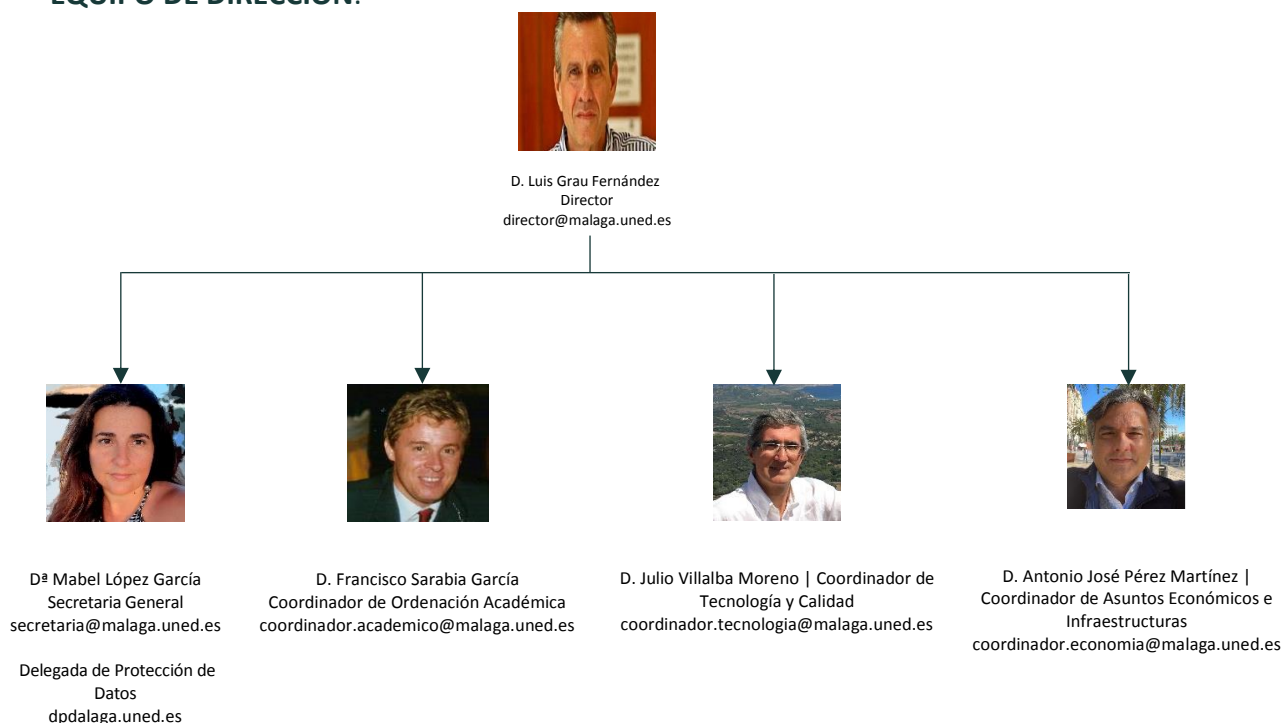 EQUIPO DE DIRECCIÓN:
D. Luis Grau Fernández
Director
director@malaga.uned.es
Dª Mabel López García
Secretaria General
secretaria@malaga.uned.es
Delegada de Protección de
Datos
dpdalaga.uned.es
D. Francisco Sarabia García
Coordinador de Ordenación Académica
coordinador.academico@malaga.uned.es
D. Julio Villalba Moreno | Coordinador de
Tecnología y Calidad
coordinador.tecnologia@malaga.uned.es
D. Antonio José Pérez Martínez |
Coordinador de Asuntos Económicos e
Infraestructuras
coordinador.economia@malaga.uned.es